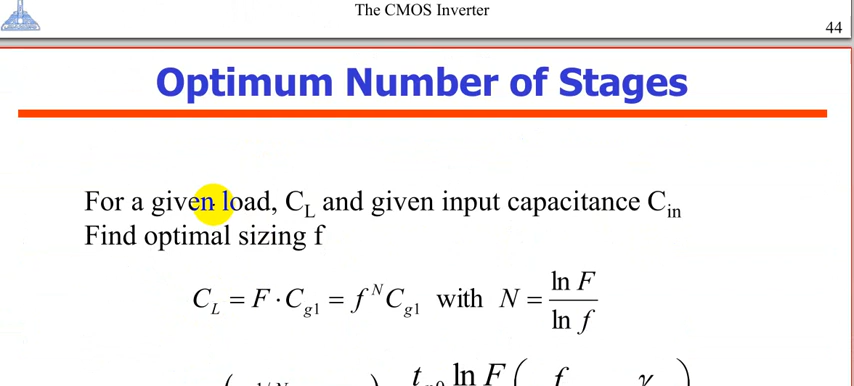 The CMOS Inverter
44
Optimum Number of Stages
For a given load, C_L and given input capacitance C_in
Find optimal sizing f
C_L = F · C_g1 = f^N C_g1 with N = ln F / ln f